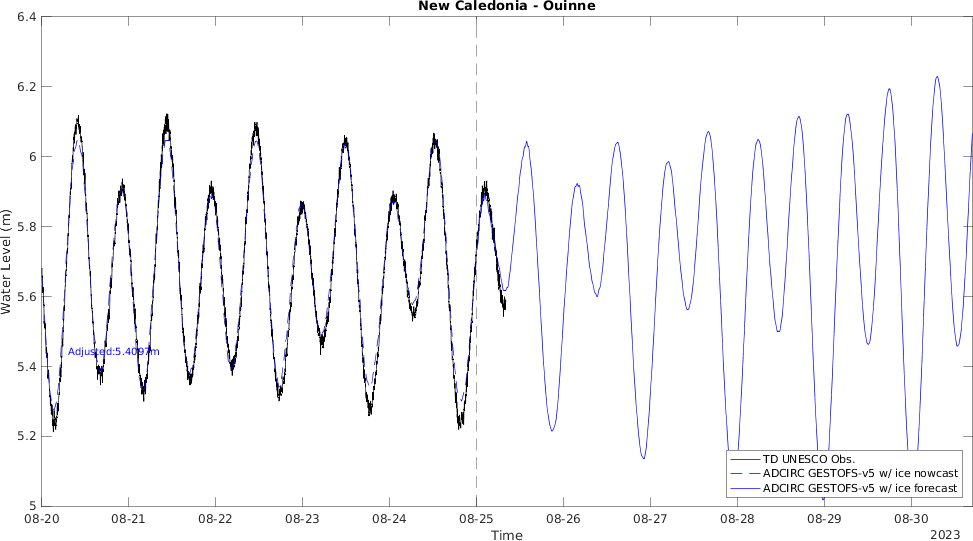 New Caledonia - Ouinne
6.4
6.2
6
5.8
5.6
5.4
5.2
5
Water Level (m)
Adjusted:5.4097m
TD UNESCO Obs.
ADCIRC GESTOFS-v5 w/ ice nowcast
ADCIRC GESTOFS-v5 w/ ice forecast
08-20 08-21 08-22 08-23 08-24 08-25 08-26 08-27 08-28 08-29 08-30
Time
2023